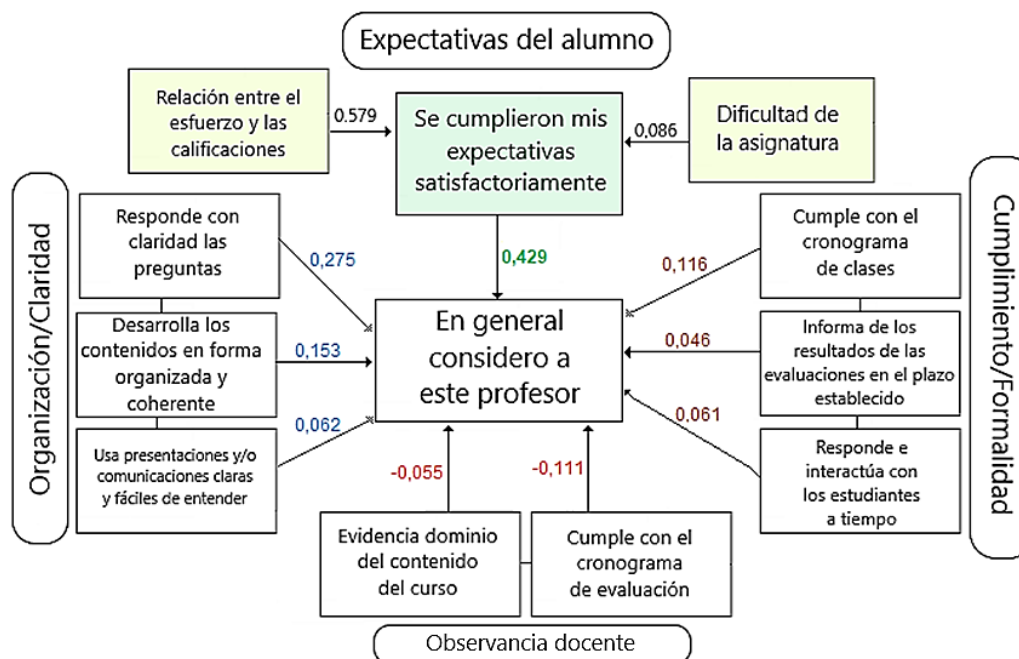 Expectativas del alumno
Relación entre el
esfuerzo y las
calificaciones
0.579
Se cumplieron mis
expectativas
satisfactoriamente
0,086
Dificultad de
la asignatura
Organización/Claridad
Responde con
claridad las
preguntas
0,275
Desarrolla los
contenidos en forma
organizada y
coherente
0,153
Usa presentaciones y/o
comunicaciones claras
y fáciles de entender
0,062
0,429
En general
considero a
este profesor
Cumple con el
cronograma
de clases
0,116
Informa de los
resultados de las
evaluaciones en el plazo
establecido
0,046
Responde e
interactúa con
los estudiantes
a tiempo
0,061
Cumplimiento/Formalidad
-0,055
-0,111
Evidencia dominio
del contenido
del curso
Cumple con el
cronograma
de evaluación
Observancia docente